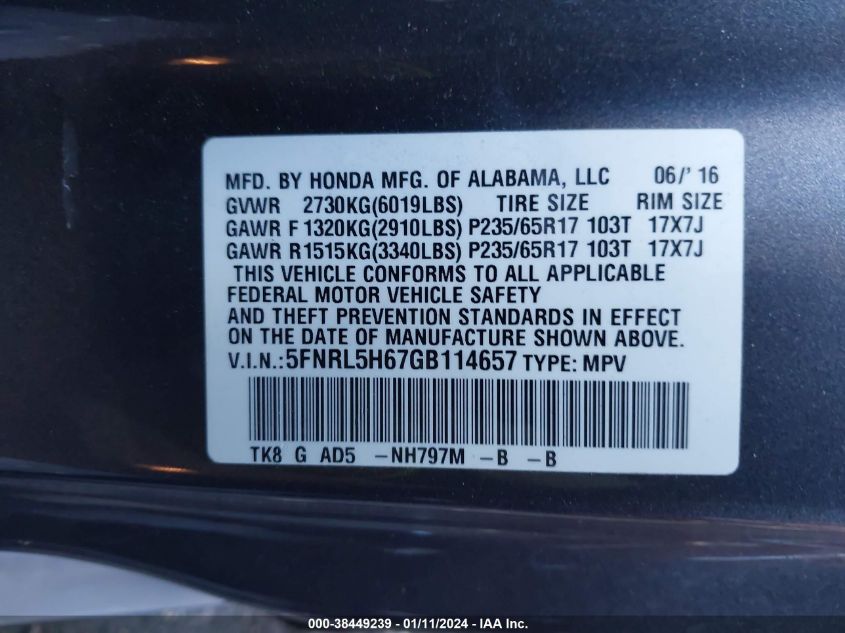 MFD. BY HONDA MFG. OF ALABAMA, LLC 06/' 16
GVWR 2730KG(6019LBS) TIRE SIZE RIM SIZE
GAWR F 1320KG(2910LBS) P235/65R17 103T 17X7J
GAWR R1515KG(3340LBS) P235/65R17 103T 17X7J
THIS VEHICLE CONFORMS TO ALL APPLICABLE
FEDERAL MOTOR VEHICLE SAFETY
AND THEFT PREVENTION STANDARDS IN EFFECT
ON THE DATE OF MANUFACTURE SHOWN ABOVE.
V.I.N.:5FNRL5H67GB114657 TYPE: MPV
TK8 G AD5 -NH797M -B -B
000-38449239 - 01/11/2024 - IAA Inc.